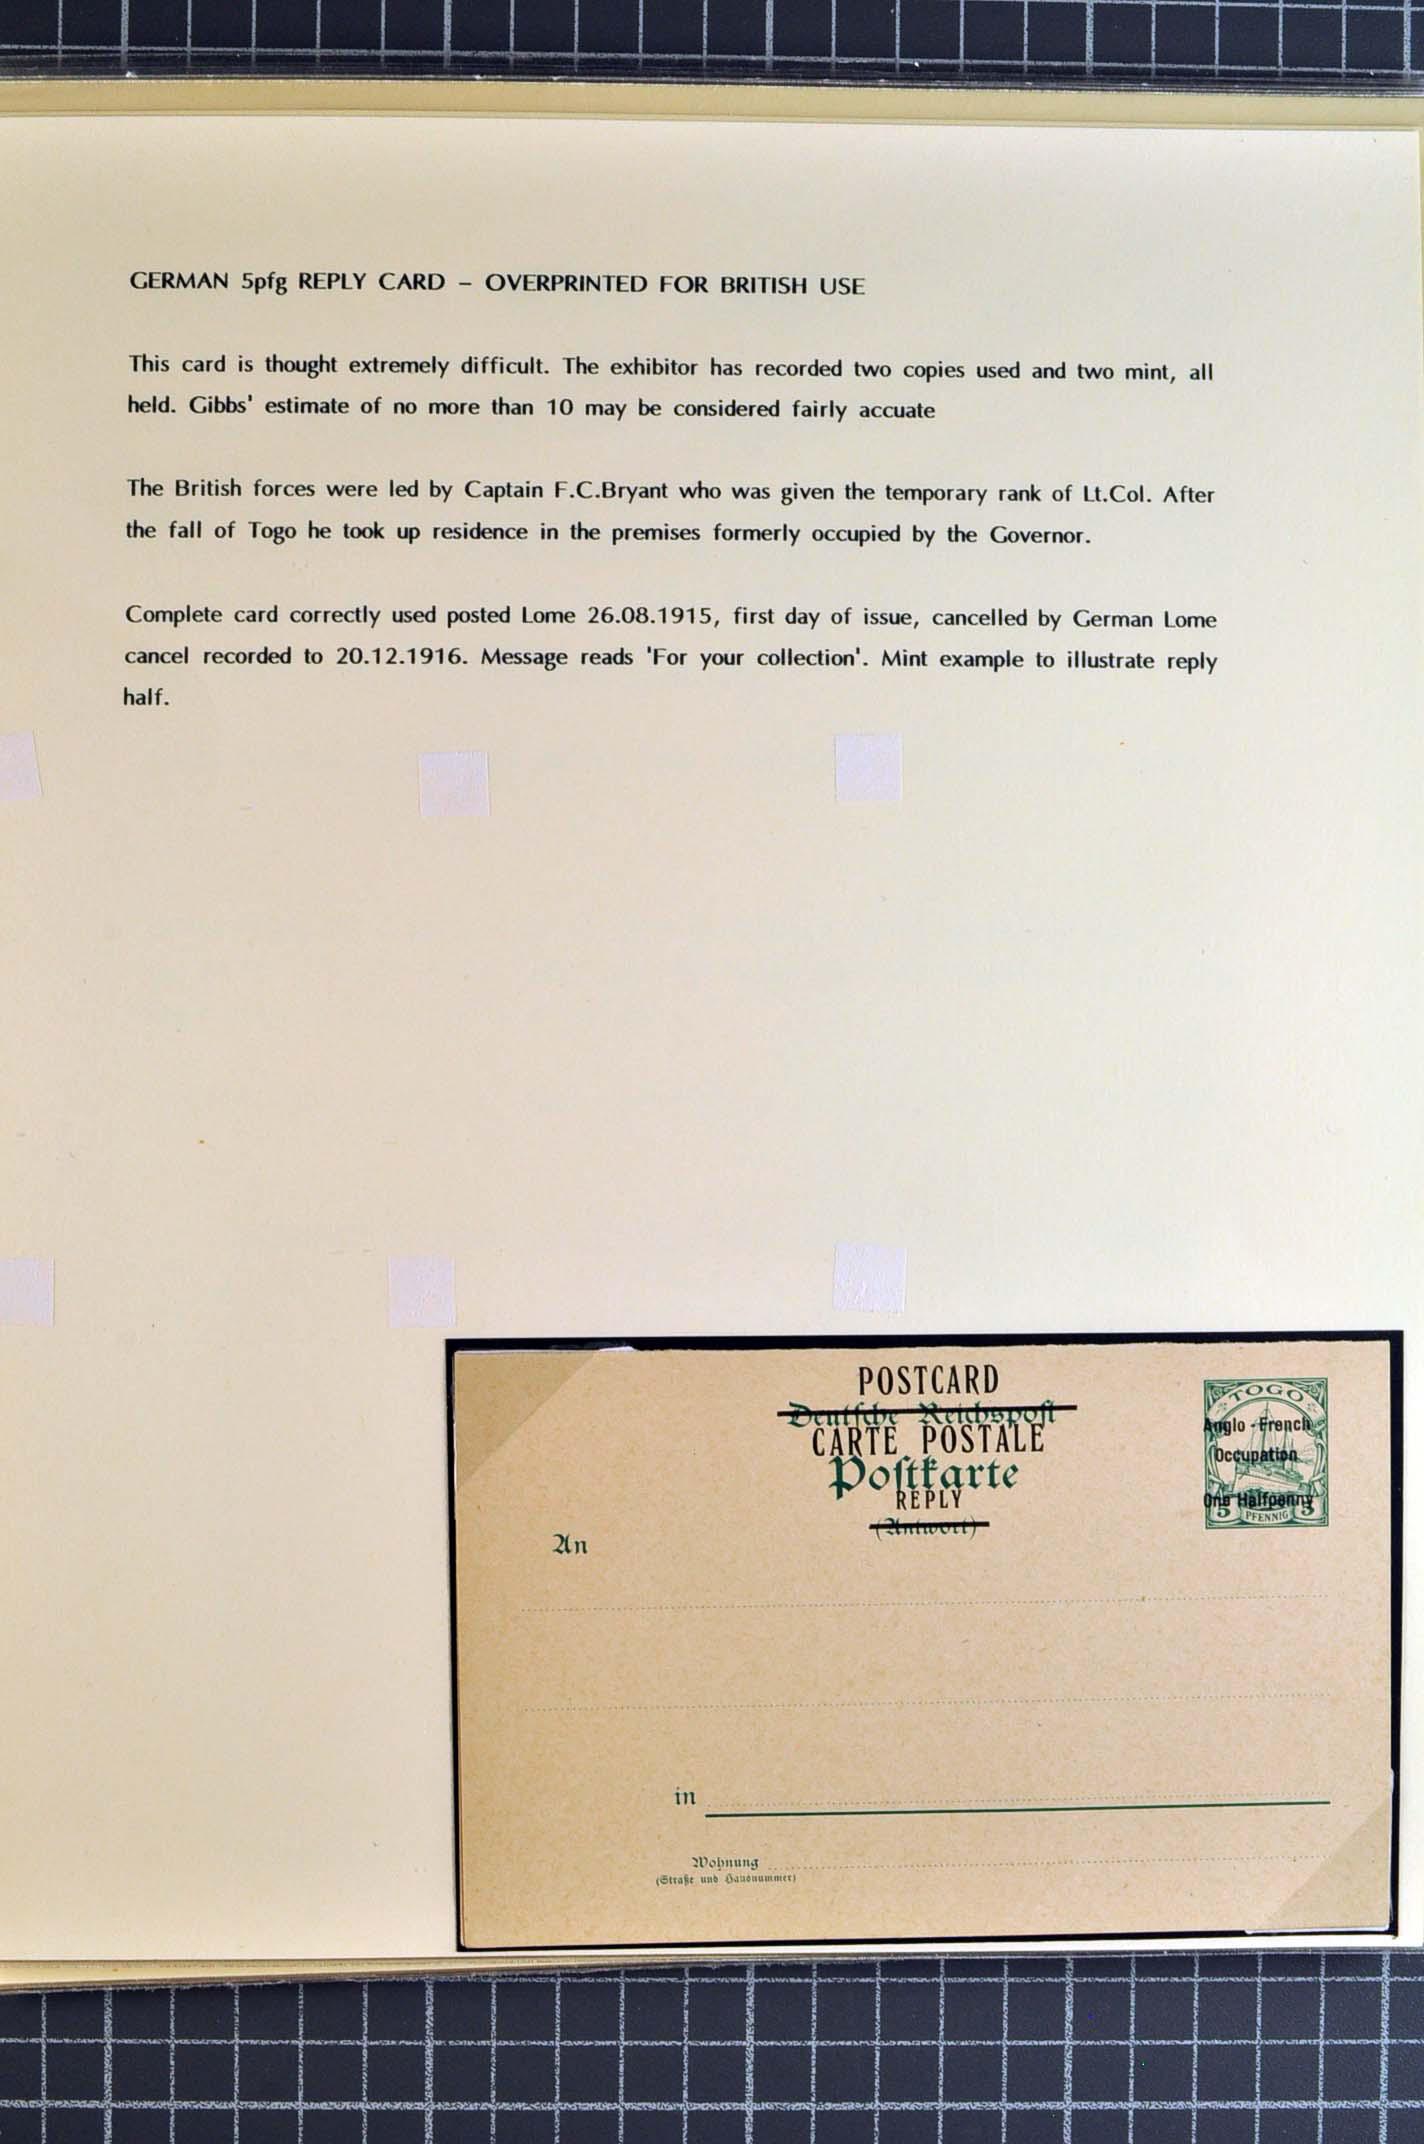 GERMAN 5pfg REPLY CARD – OVERPRINTED FOR BRITISH USE
This card is thought extremely difficult. The exhibitor has recorded two copies used and two mint, all
held. Gibbs' estimate of no more than 10 may be considered fairly accuate
The British forces were led by Captain F.C.Bryant who was given the temporary rank of Lt.Col. After
the fall of Togo he took up residence in the premises formerly occupied by the Governor.
Complete card correctly used posted Lome 26.08.1915, first day of issue, cancelled by German Lome
cancel recorded to 20.12.1916. Message reads 'For your collection'. Mint example to illustrate reply
half.
POSTCARD
Deutsche Reichspost
CARTE POSTALE
Postkarte
REPLY
(Antwort)
TOGO
Anglo - French
Occupation
One Halfpenny
5 PFENNIG 5
An
in
Wohnung
(Straße und Hausnummer)